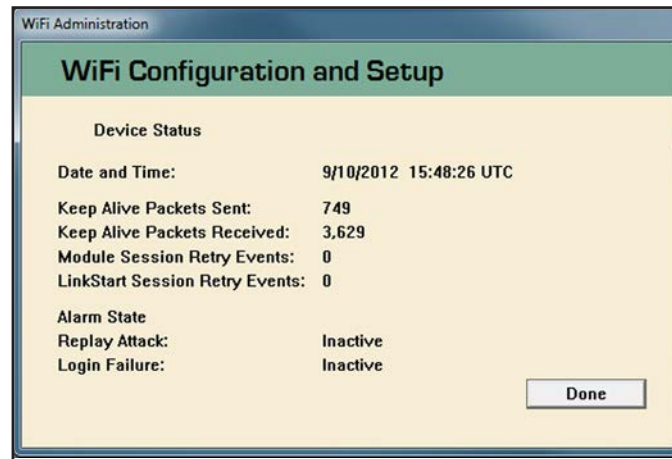 WiFi Administration
WiFi Configuration and Setup
Device Status
Date and Time: 9/10/2012 15:48:26 UTC
Keep Alive Packets Sent: 749
Keep Alive Packets Received: 3,629
Module Session Retry Events: 0
LinkStart Session Retry Events: 0
Alarm State
Replay Attack: Inactive
Login Failure: Inactive
Done